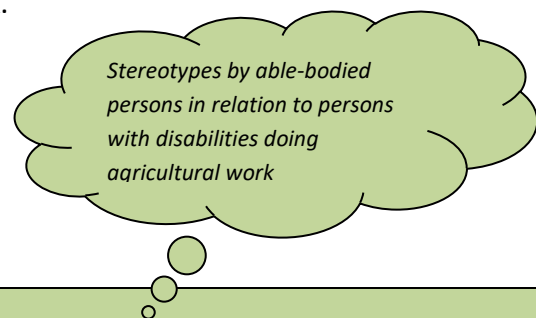 .
Stereotypes by able-bodied
persons in relation to persons
with disabilities doing
agricultural work